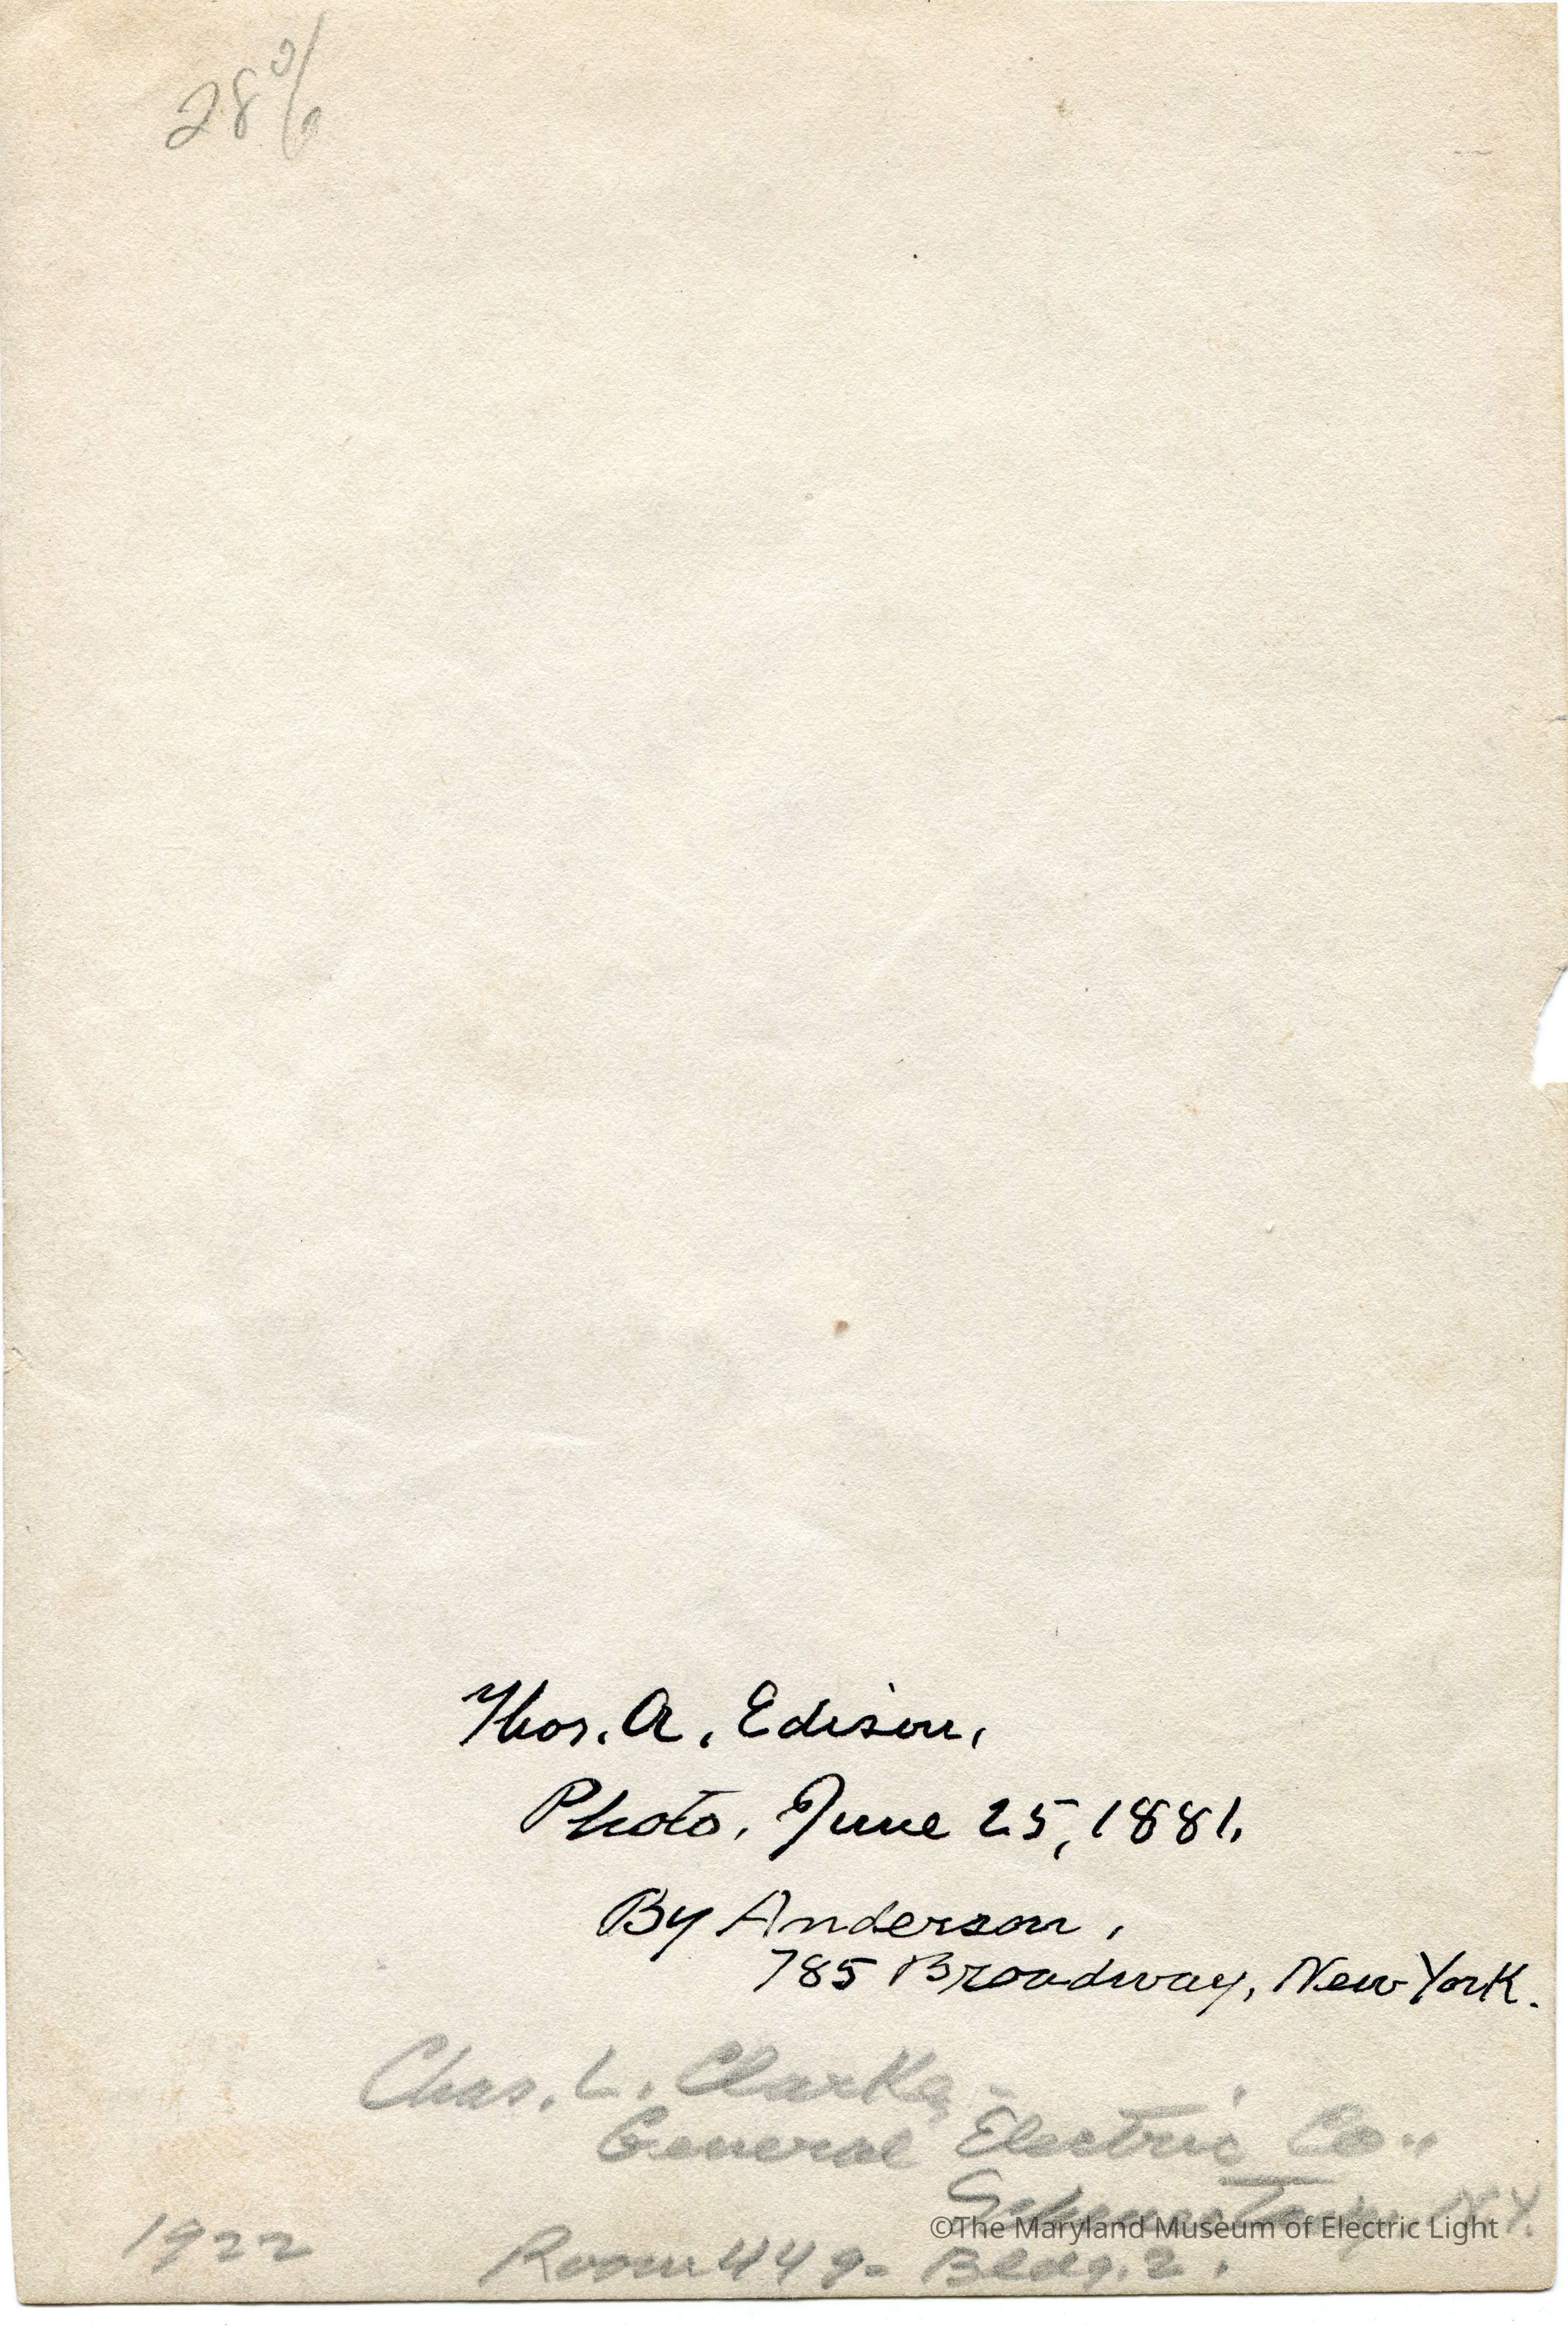 28%
Thos. A. Edison.
Photo. June 25, 1881.
By Anderson,
785 Broadway, New York.
Chas. L. Clarke,
General Electric Co.,
Schenectady, N.Y.
©The Maryland Museum of Electric Light
1922 Room 449- Bldg. 2.